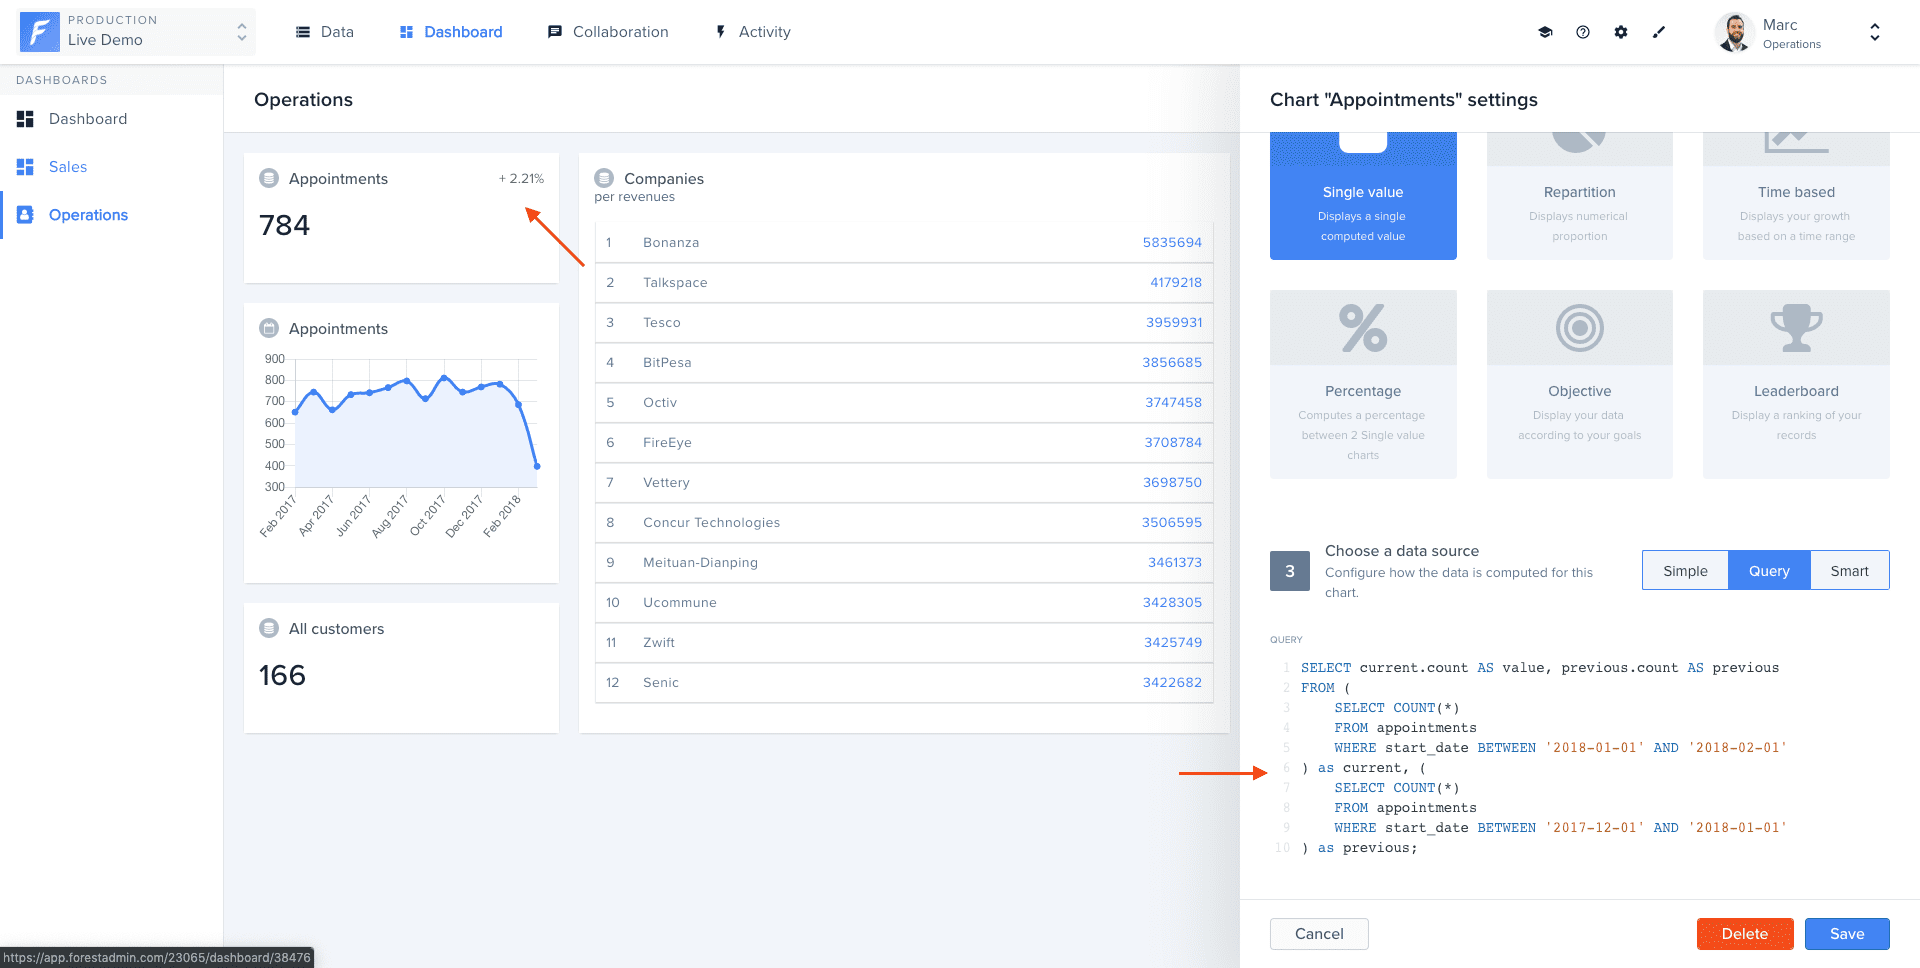 PRODUCTION
Live Demo
Data
Dashboard
Collaboration
Activity
Marc
Operations
DASHBOARDS
Dashboard
Sales
Operations
Operations
Appointments
+ 2.21%
784
Appointments
900
800
700
600
500
400
300
Feb 2017
Apr 2017
Jun 2017
Aug 2017
Oct 2017
Dec 2017
Feb 2018
All customers
166
Companies
per revenues
1 Bonanza 5835694
2 Talkspace 4179218
3 Tesco 3959931
4 BitPesa 3856685
5 Octiv 3747458
6 FireEye 3708784
7 Vettery 3698750
8 Concur Technologies 3506595
9 Meituan-Dianping 3461373
10 Ucommune 3428305
11 Zwift 3425749
12 Senic 3422682
Chart "Appointments" settings
Single value
Displays a single
computed value
Repartition
Displays numerical
proportion
Time based
Displays your growth
based on a time range
Percentage
Computes a percentage
between 2 Single value
charts
Objective
Display your data
according to your goals
Leaderboard
Display a ranking of your
records
3
Choose a data source
Configure how the data is computed for this
chart.
Simple
Query
Smart
QUERY
1 SELECT current.count AS value, previous.count AS previous
2 FROM (
3 SELECT COUNT(*)
4 FROM appointments
5 WHERE start_date BETWEEN '2018-01-01' AND '2018-02-01'
6 ) as current, (
7 SELECT COUNT(*)
8 FROM appointments
9 WHERE start_date BETWEEN '2017-12-01' AND '2018-01-01'
10 ) as previous;
Cancel
Delete
Save
https://app.forestadmin.com/23065/dashboard/38476